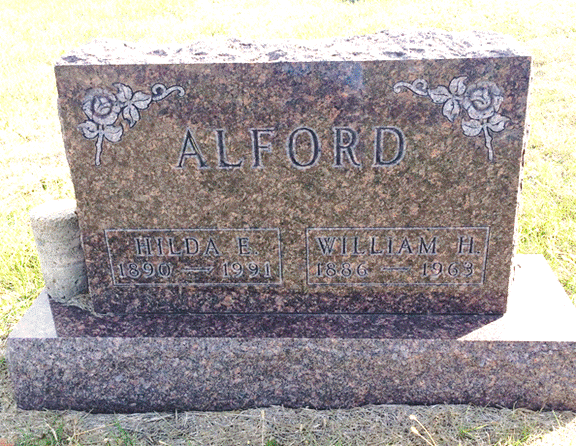 ALFORD
HILDA E.
1890 — 1991
WILLIAM H.
1886 — 1963